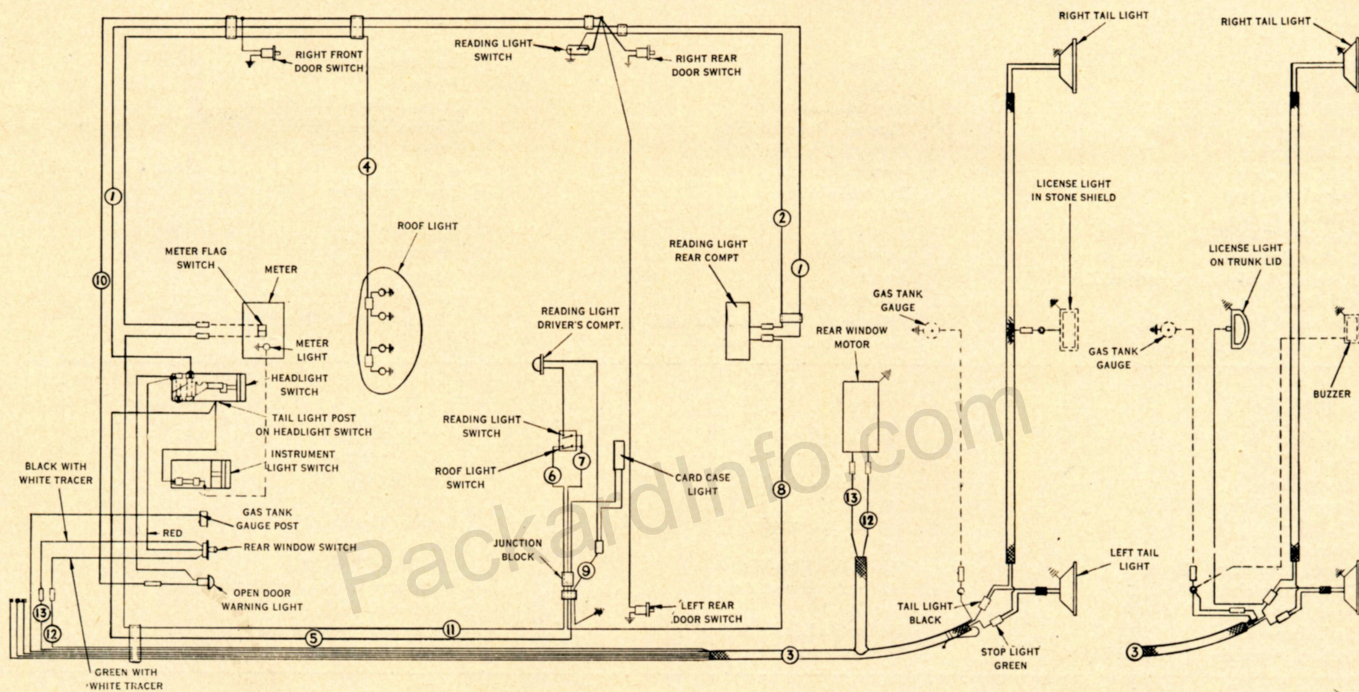 RIGHT TAIL LIGHT
RIGHT TAIL LIGHT
RIGHT FRONT
DOOR SWITCH
READING LIGHT
SWITCH
RIGHT REAR
DOOR SWITCH
4
1
2
LICENSE LIGHT
IN STONE SHIELD
ROOF LIGHT
METER FLAG
SWITCH
METER
READING LIGHT
REAR COMPT
LICENSE LIGHT
ON TRUNK LID
10
1
GAS TANK
GAUGE
READING LIGHT
DRIVER'S COMPT.
REAR WINDOW
MOTOR
METER
LIGHT
GAS TANK
GAUGE
HEADLIGHT
SWITCH
BUZZER
TAIL LIGHT POST
ON HEADLIGHT SWITCH
READING LIGHT
SWITCH
INSTRUMENT
LIGHT SWITCH
ROOF LIGHT
SWITCH
6
7
CARD CASE
LIGHT
8
13
12
BLACK WITH
WHITE TRACER
GAS TANK
GAUGE POST
RED
REAR WINDOW SWITCH
JUNCTION
BLOCK
9
OPEN DOOR
WARNING LIGHT
LEFT TAIL
LIGHT
13
12
LEFT REAR
DOOR SWITCH
TAIL LIGHT
BLACK
5
11
3
STOP LIGHT
GREEN
3
GREEN WITH
WHITE TRACER
PackardInfo.com